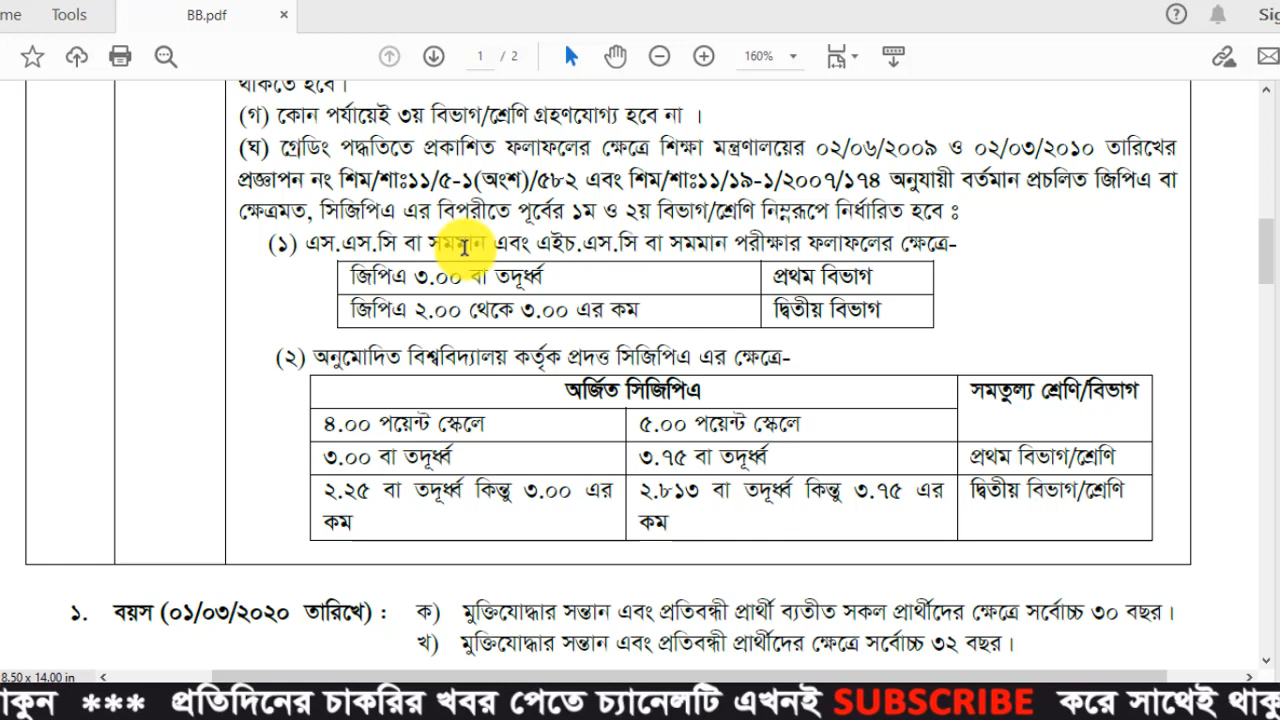 me Tools BB.pdf × Sig
1 / 2 160%
থাকতে হবে।
(গ) কোন পর্যায়েই ৩য় বিভাগ/শ্রেণি গ্রহণযোগ্য হবে না ।
(ঘ) গ্রেডিং পদ্ধতিতে প্রকাশিত ফলাফলের ক্ষেত্রে শিক্ষা মন্ত্রণালয়ের ০২/০৬/২০০৯ ও ০২/০৩/২০১০ তারিখের
প্রজ্ঞাপন নং শিম/শাঃ১১/৫-১(অংশ)/৫৮২ এবং শিম/শাঃ১১/১৯-১/২০০৭/১৭৪ অনুযায়ী বর্তমান প্রচলিত জিপিএ বা
ক্ষেত্রমত, সিজিপিএ এর বিপরীতে পূর্বের ১ম ও ২য় বিভাগ/শ্রেণি নিম্নরূপে নির্ধারিত হবে ঃ
(১) এস.এস.সি বা সমমান এবং এইচ.এস.সি বা সমমান পরীক্ষার ফলাফলের ক্ষেত্রে-
জিপিএ ৩.০০ বা তদূর্ধ্ব প্রথম বিভাগ
জিপিএ ২.০০ থেকে ৩.০০ এর কম দ্বিতীয় বিভাগ
(২) অনুমোদিত বিশ্ববিদ্যালয় কর্তৃক প্রদত্ত সিজিপিএ এর ক্ষেত্রে-
অর্জিত সিজিপিএ সমতুল্য শ্রেণি/বিভাগ
৪.০০ পয়েন্ট স্কেলে ৫.০০ পয়েন্ট স্কেলে
৩.০০ বা তদূর্ধ্ব ৩.৭৫ বা তদূর্ধ্ব প্রথম বিভাগ/শ্রেণি
২.২৫ বা তদূর্ধ্ব কিন্তু ৩.০০ এর ২.৮১৩ বা তদূর্ধ্ব কিন্তু ৩.৭৫ এর দ্বিতীয় বিভাগ/শ্রেণি
কম কম
১. বয়স (০১/০৩/২০২০ তারিখে) : ক) মুক্তিযোদ্ধার সন্তান এবং প্রতিবন্ধী প্রার্থী ব্যতীত সকল প্রার্থীদের ক্ষেত্রে সর্বোচ্চ ৩০ বছর।
খ) মুক্তিযোদ্ধার সন্তান এবং প্রতিবন্ধী প্রার্থীদের ক্ষেত্রে সর্বোচ্চ ৩২ বছর।
8.50 x 14.00 in
াকুন *** প্রতিদিনের চাকরির খবর পেতে চ্যানেলটি এখনই SUBSCRIBE করে সাথেই থাকু